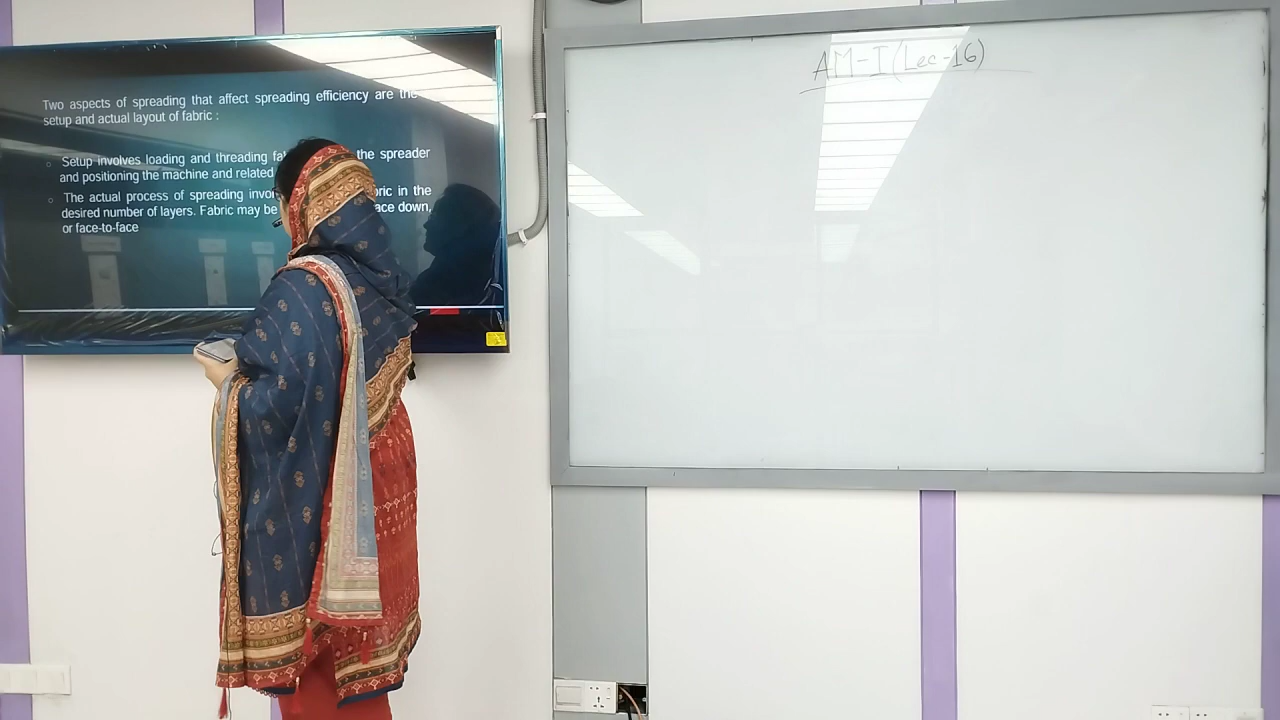 Two aspects of spreading that affect spreading efficiency are the
setup and actual layout of fabric :
Setup involves loading and threading the spreader
and positioning the machine and related
The actual process of spreading in the
desired number of layers. Fabric may be down,
or face-to-face
AM-I (Lec-16)